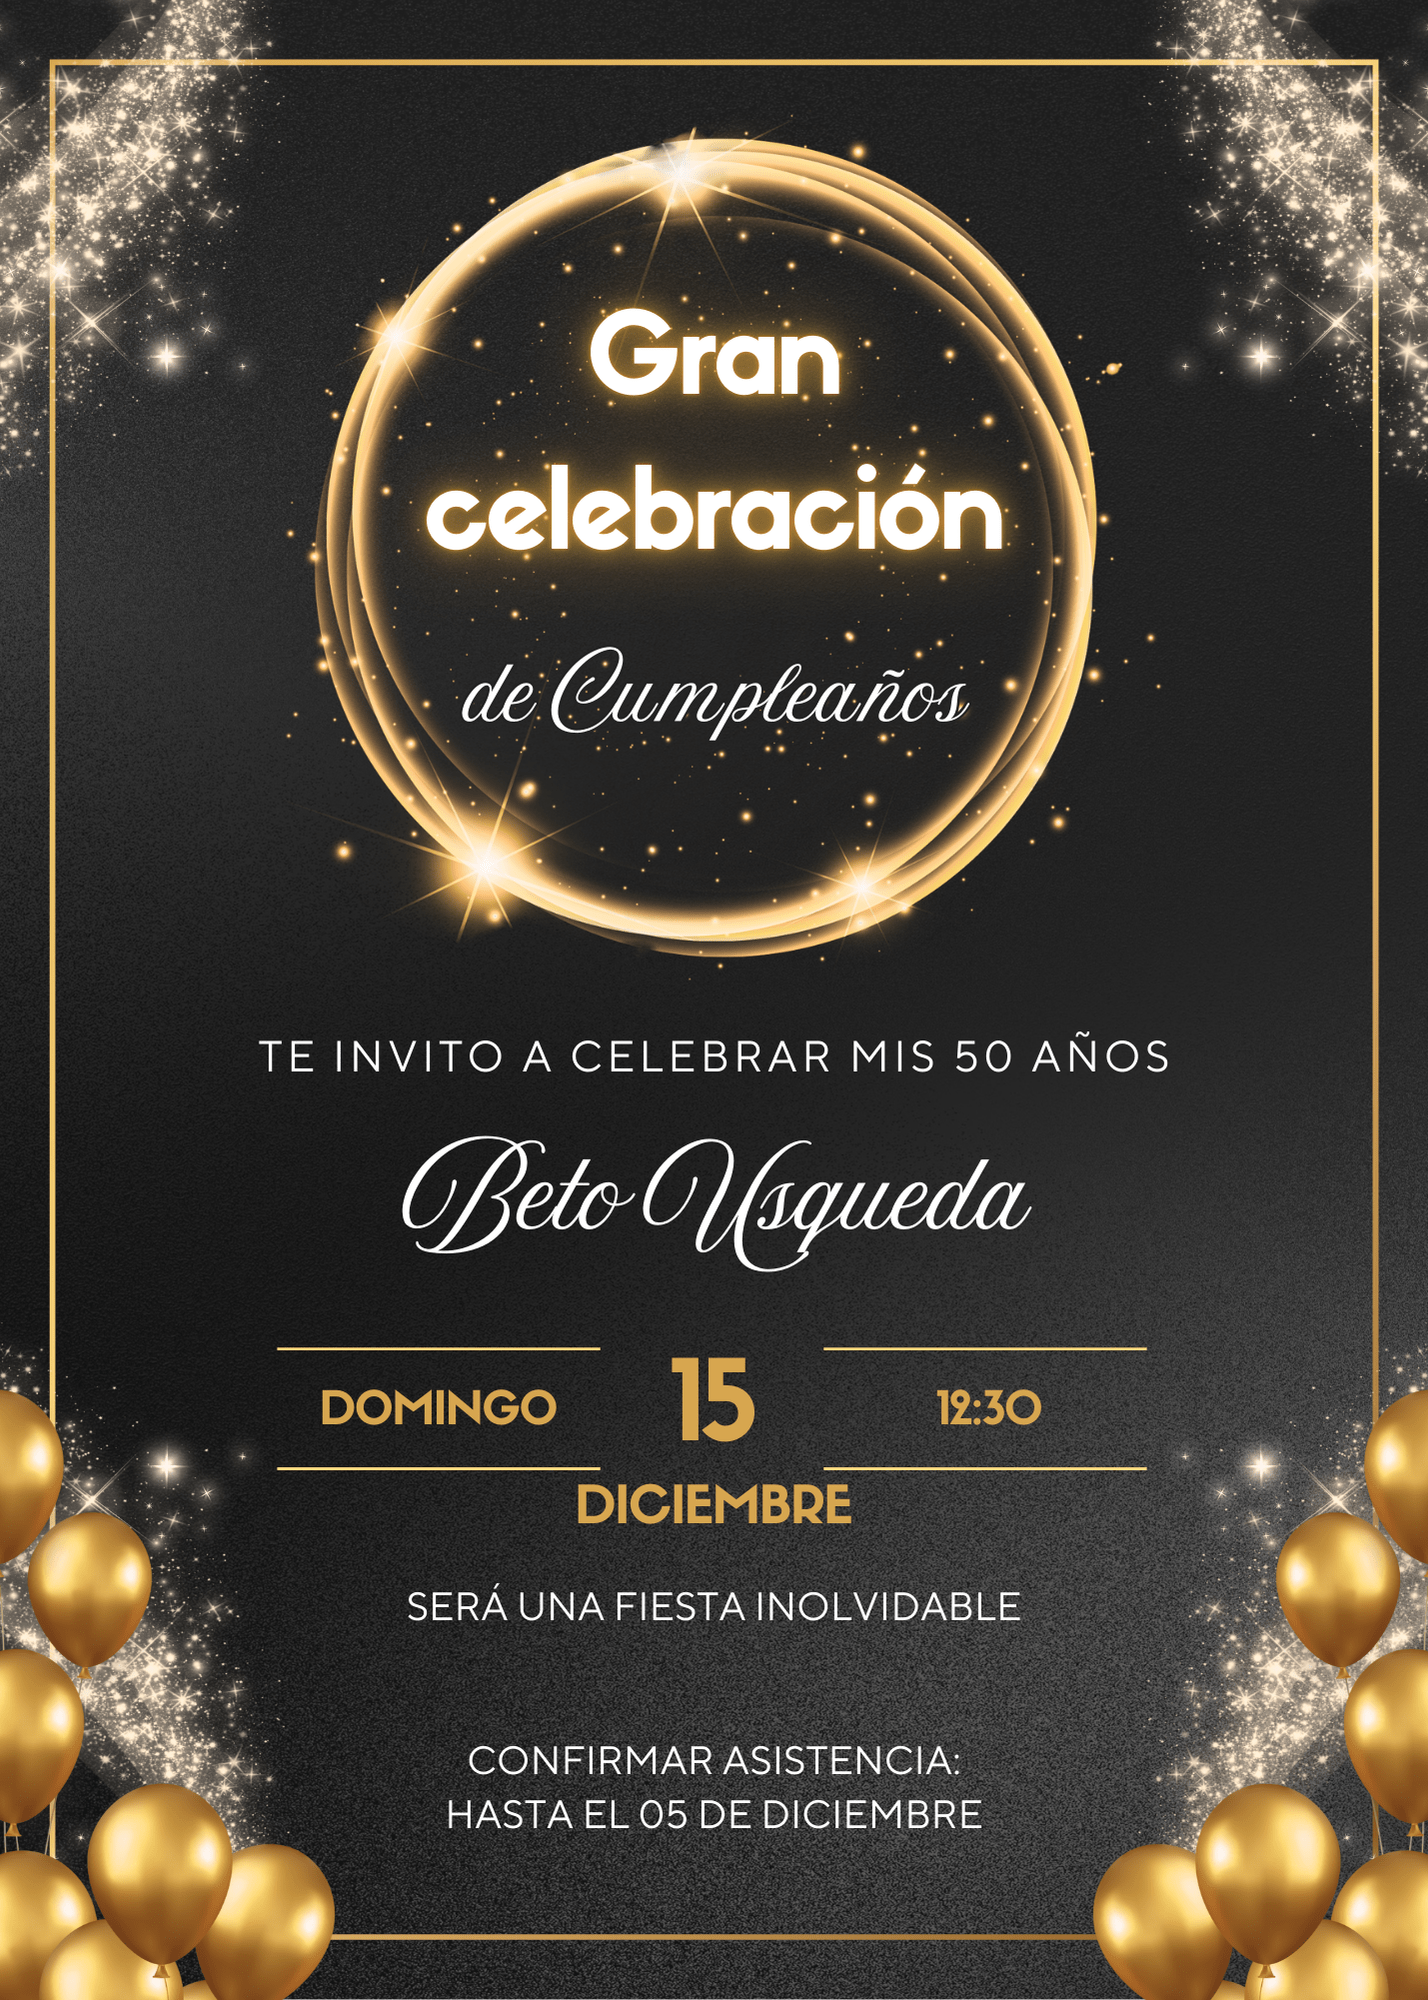 Gran
celebración
de Cumpleaños
TE INVITO A CELEBRAR MIS 50 AÑOS
Beto Usqueda
DOMINGO 15 12:30
DICIEMBRE
SERÁ UNA FIESTA INOLVIDABLE
CONFIRMAR ASISTENCIA:
HASTA EL 05 DE DICIEMBRE